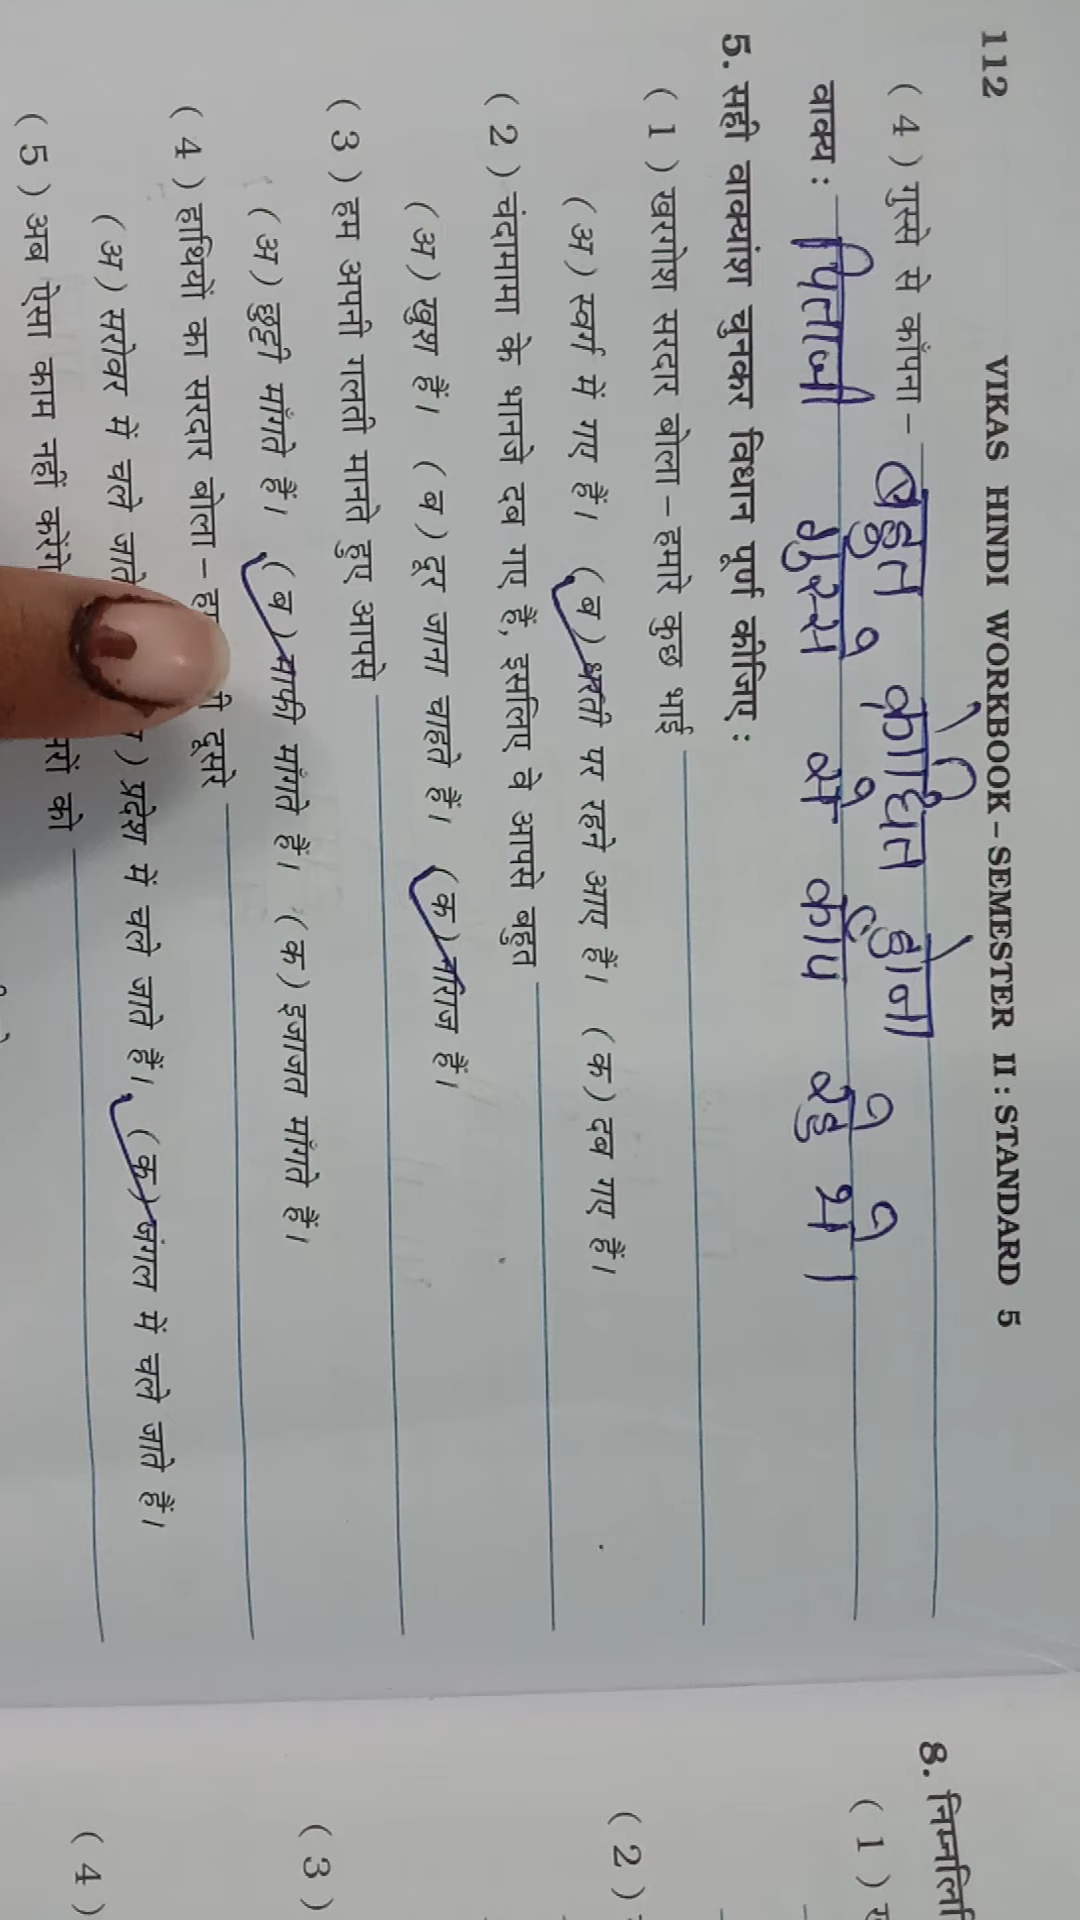 112 VIKAS HINDI WORKBOOK – SEMESTER II : STANDARD 5
( 4 ) गुस्से से काँपना – बहुत क्रोधित होना
वाक्य : पिताजी गुस्से से काँप रहे थे।
5. सही वाक्यांश चुनकर विधान पूर्ण कीजिए :
( 1 ) खरगोश सरदार बोला – हमारे कुछ भाई
( अ ) स्वर्ग में गए हैं। ( ब ) धरती पर रहने आए हैं। ( क ) दब गए हैं।
( 2 ) चंदामामा के भानजे दब गए हैं, इसलिए वे आपसे बहुत
( अ ) खुश हैं। ( ब ) दूर जाना चाहते हैं। ( क ) नाराज हैं।
( 3 ) हम अपनी गलती मानते हुए आपसे
( अ ) छुट्टी माँगते हैं। ( ब ) माफी माँगते हैं। ( क ) इजाजत माँगते हैं।
( 4 ) हाथियों का सरदार बोला – दूसरे
( अ ) सरोवर में चले जाते प्रदेश में चले जाते हैं। ( क ) जंगल में चले जाते हैं।
( 5 ) अब ऐसा काम नहीं करेंगे को
8.
( 1 )
( 2 )
( 3 )
( 4 )